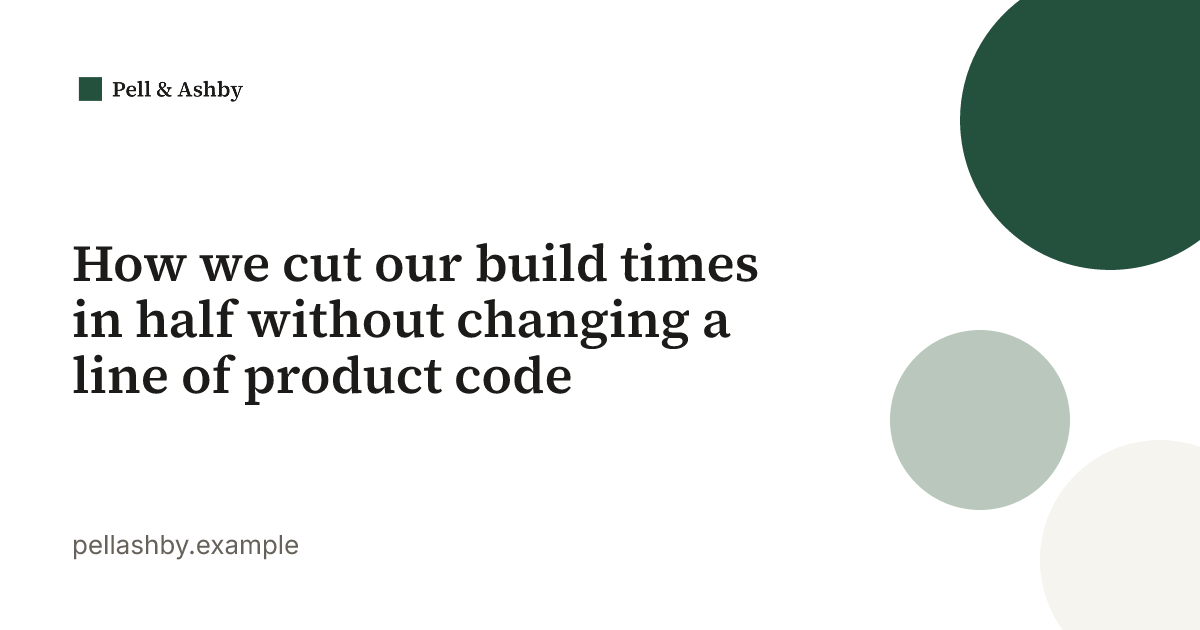 Pell & Ashby
How we cut our build times
in half without changing a
line of product code
pellashby.example